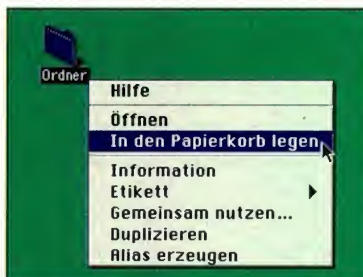 Ordner
Hilfe
Öffnen
In den Papierkorb legen
Information
Etikett
Gemeinsam nutzen...
Duplizieren
Alias erzeugen